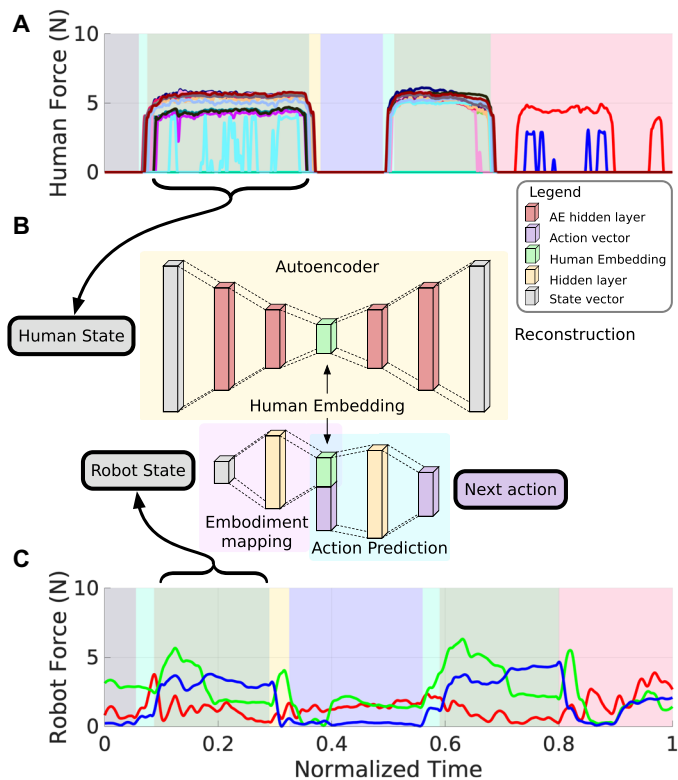 A
Human Force (N)
10
5
0
Legend
AE hidden layer
Action vector
Human Embedding
Hidden layer
State vector
B
Autoencoder
Human State
Reconstruction
Human Embedding
Robot State
Next action
Embodiment
mapping
Action Prediction
C
Robot Force (N)
10
5
0
0 0.2 0.4 0.6 0.8 1
Normalized Time